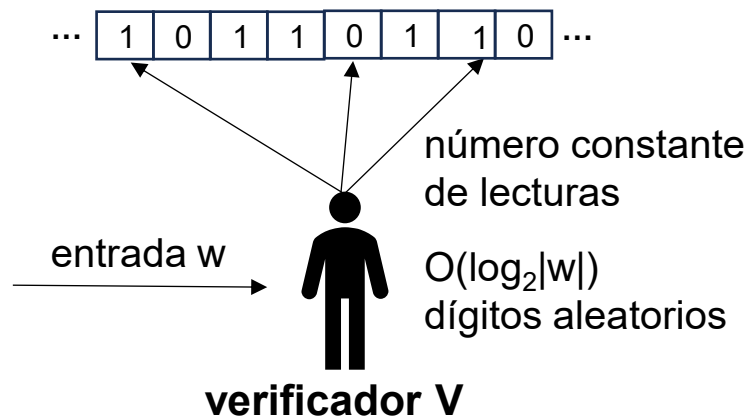 ... 1 0 1 1 0 1 1 0 ...
número constante
de lecturas
entrada w
O(log₂|w|)
dígitos aleatorios
verificador V